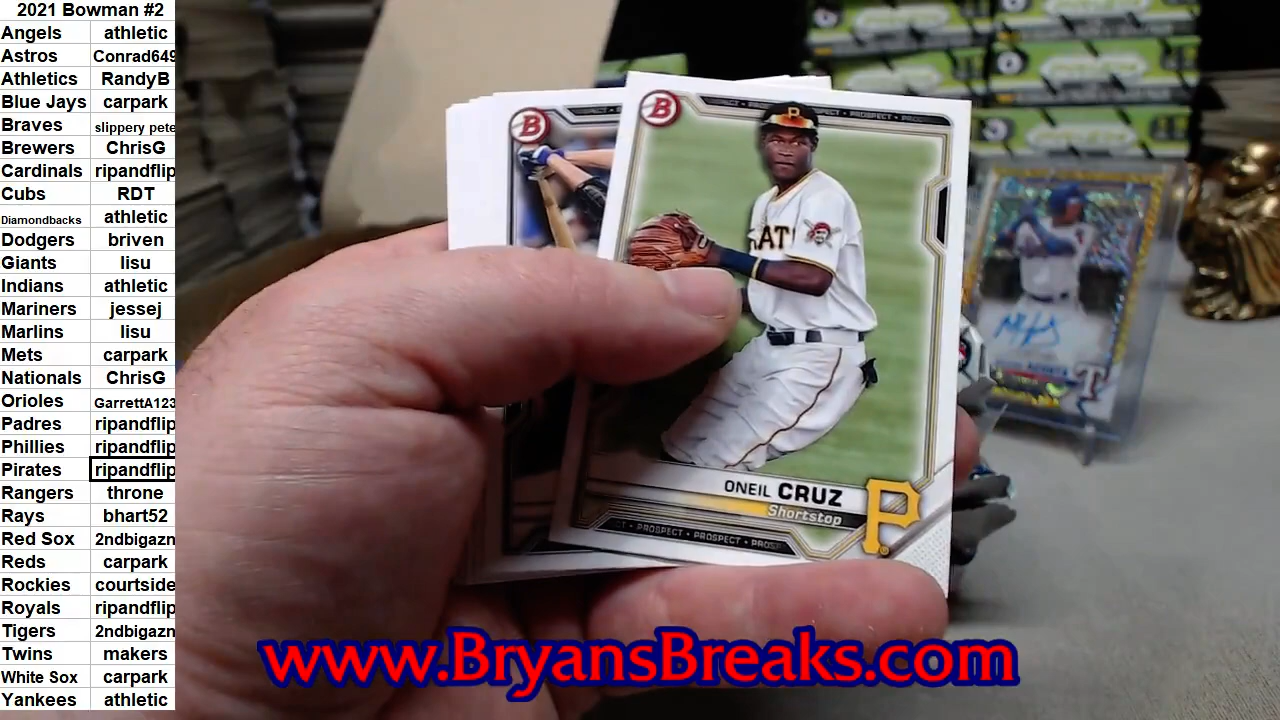 2021 Bowman #2
Angels athletic
Astros Conrad649
Athletics RandyB
Blue Jays carpark
Braves slippery pete
Brewers ChrisG
Cardinals ripandflip
Cubs RDT
Diamondbacks athletic
Dodgers briven
Giants lisu
Indians athletic
Mariners jessej
Marlins lisu
Mets carpark
Nationals ChrisG
Orioles GarrettA123
Padres ripandflip
Phillies ripandflip
Pirates ripandflip
Rangers throne
Rays bhart52
Red Sox 2ndbigazn
Reds carpark
Rockies courtside
Royals ripandflip
Tigers 2ndbigazn
Twins makers
White Sox carpark
Yankees athletic
B
B
PROSPECT
P
ONEIL CRUZ
Shortstop
PROSPECT • PROSPECT
P
T
www.BryansBreaks.com